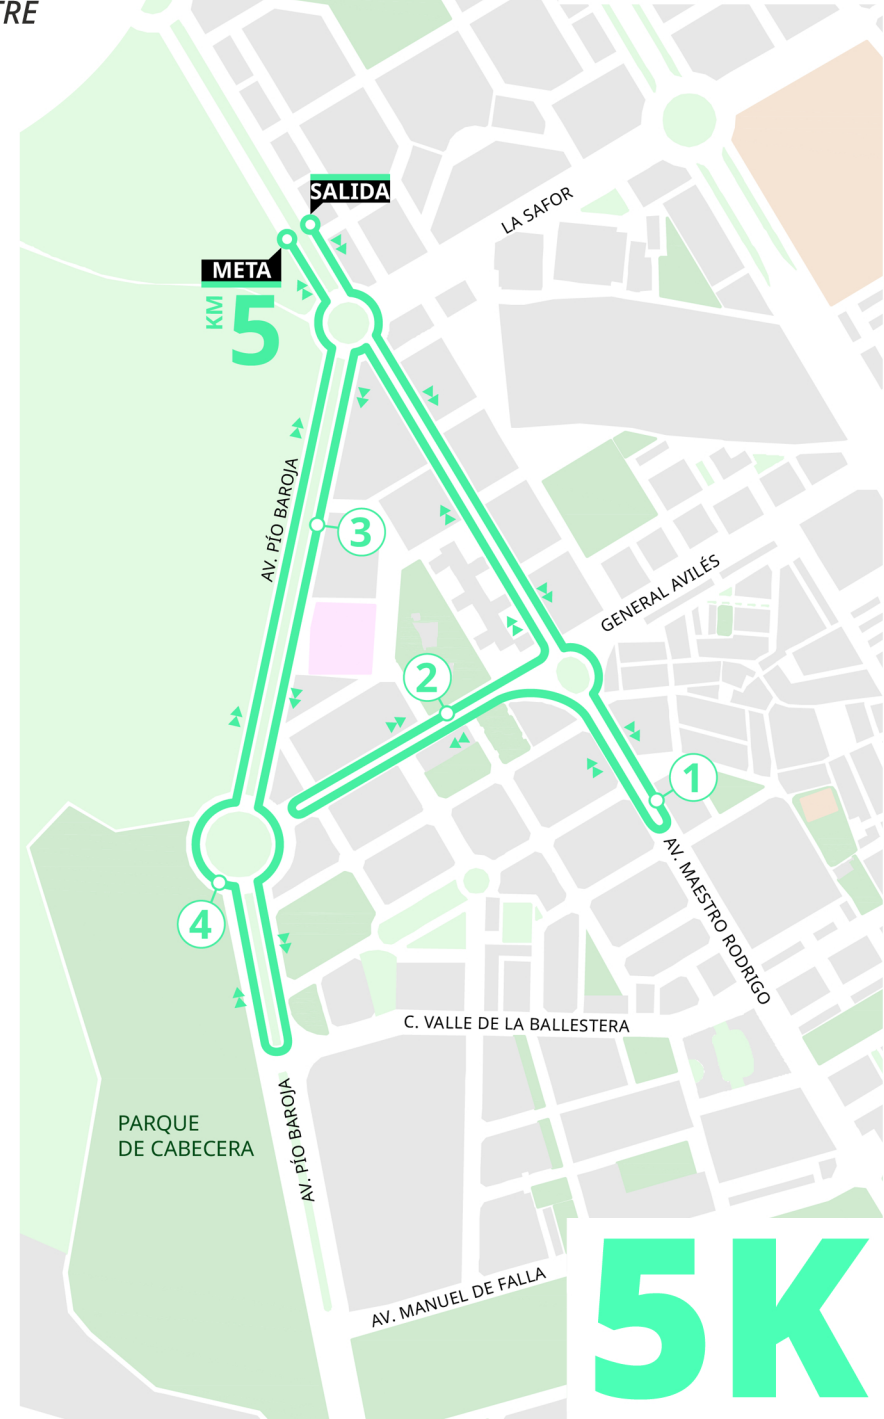 SALIDA
LA SAFOR
META
KM
5
AV. PÍO BAROJA
3
GENERAL AVILÉS
2
1
AV. MAESTRO RODRIGO
4
C. VALLE DE LA BALLESTERA
PARQUE
DE CABECERA
AV. PÍO BAROJA
AV. MANUEL DE FALLA
5K